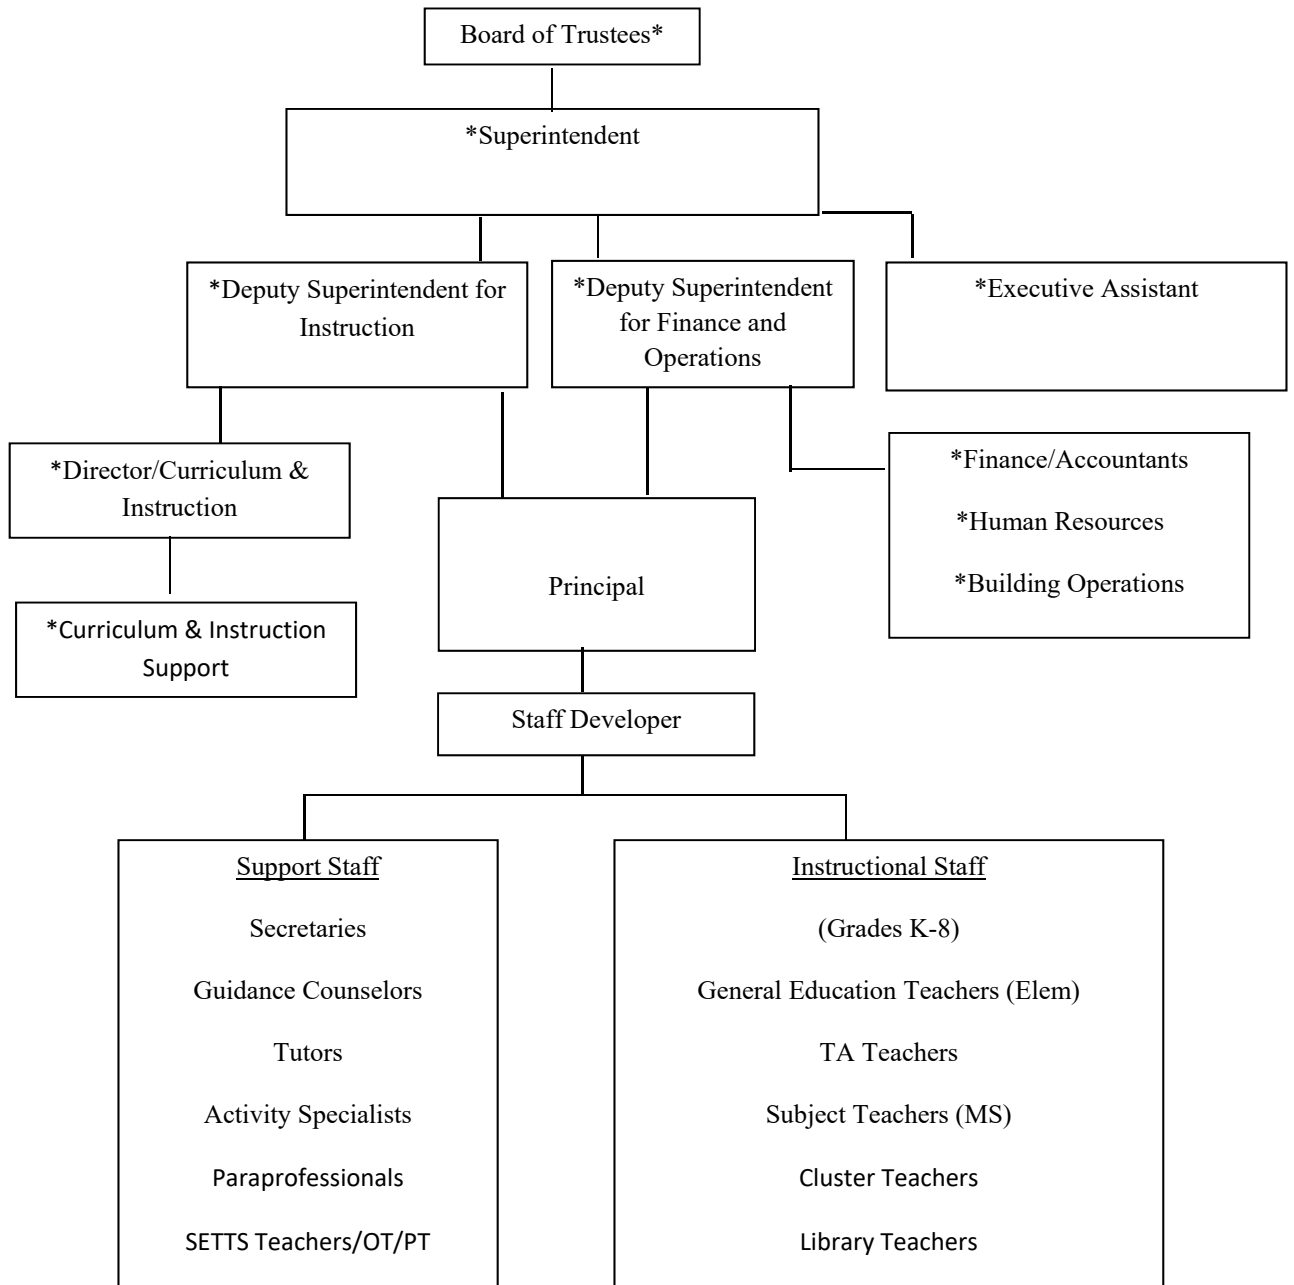 Board of Trustees*
*Superintendent
*Deputy Superintendent for
Instruction
*Deputy Superintendent
for Finance and
Operations
*Executive Assistant
*Director/Curriculum &
Instruction
*Finance/Accountants
*Human Resources
*Building Operations
Principal
*Curriculum & Instruction
Support
Staff Developer
Support Staff
Secretaries
Guidance Counselors
Tutors
Activity Specialists
Paraprofessionals
SETTS Teachers/OT/PT
Instructional Staff
(Grades K-8)
General Education Teachers (Elem)
TA Teachers
Subject Teachers (MS)
Cluster Teachers
Library Teachers